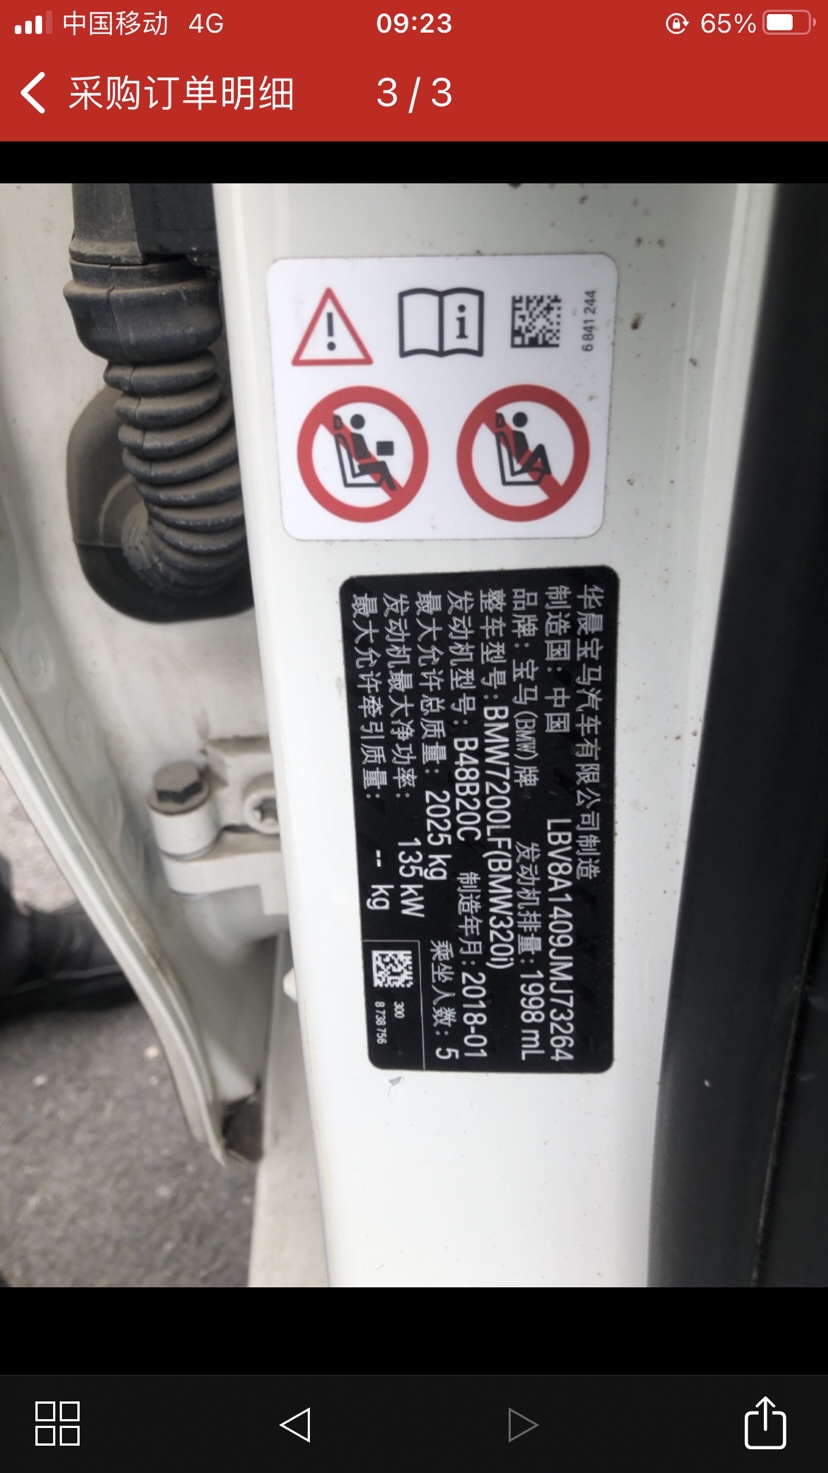 中国移动 4G 09:23 65%
采购订单明细 3 / 3
6 841 244
华晨宝马汽车有限公司制造
制造国：中国 LBV8A1409JMJ73264
品牌：宝马(BMW)牌 发动机排量：1998 mL
整车型号：BMW7200LF(BMW320i)
发动机型号：B48B20C 制造年月：2018-01
最大允许总质量：2025 kg 乘坐人数：5
发动机最大净功率：135 kW
最大允许牵引质量：-- kg
300
8 738 756